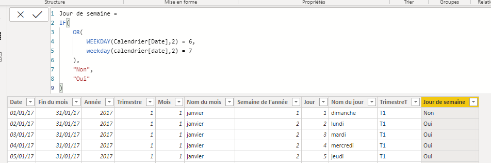 Structure Mise en forme Propriétés Trier Groupes Relatio
1 Jour de semaine =
2 IF(
3 OR(
4 WEEKDAY(Calendrier[Date],2) = 6,
5 weekday(calendrier[date],2) = 7
6 ),
7 "Non",
8 "Oui"
9 )
Date Fin du mois Année Trimestre Mois Nom du mois Semaine de l'année Jour Nom du jour TrimestreT Jour de semaine
01/01/17 31/01/17 2017 1 1 janvier 1 1 dimanche T1 Non
02/01/17 31/01/17 2017 1 1 janvier 2 2 lundi T1 Oui
03/01/17 31/01/17 2017 1 1 janvier 2 3 mardi T1 Oui
04/01/17 31/01/17 2017 1 1 janvier 2 4 mercredi T1 Oui
05/01/17 31/01/17 2017 1 1 janvier 2 5 jeudi T1 Oui